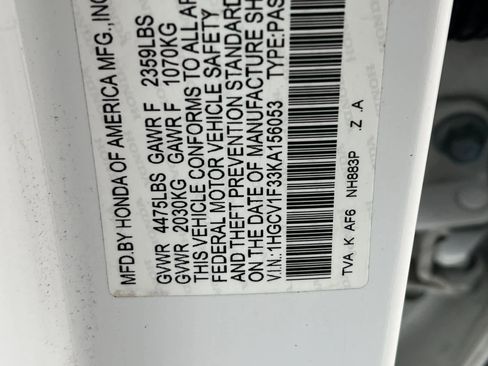 MFD.BY HONDA OF AMERICA MFG., INC
GVWR 4475LBS GAWR F 2359LBS
GVWR 2030KG GAWR F 1070KG
THIS VEHICLE CONFORMS TO ALL AP
FEDERAL MOTOR VEHICLE SAFETY
AND THEFT PREVENTION STANDARD
ON THE DATE OF MANUFACTURE SH
V.I.N.:1HGCV1F33KA156053 TYPE:PAS
TVA K AF6 NH883P .Z .A